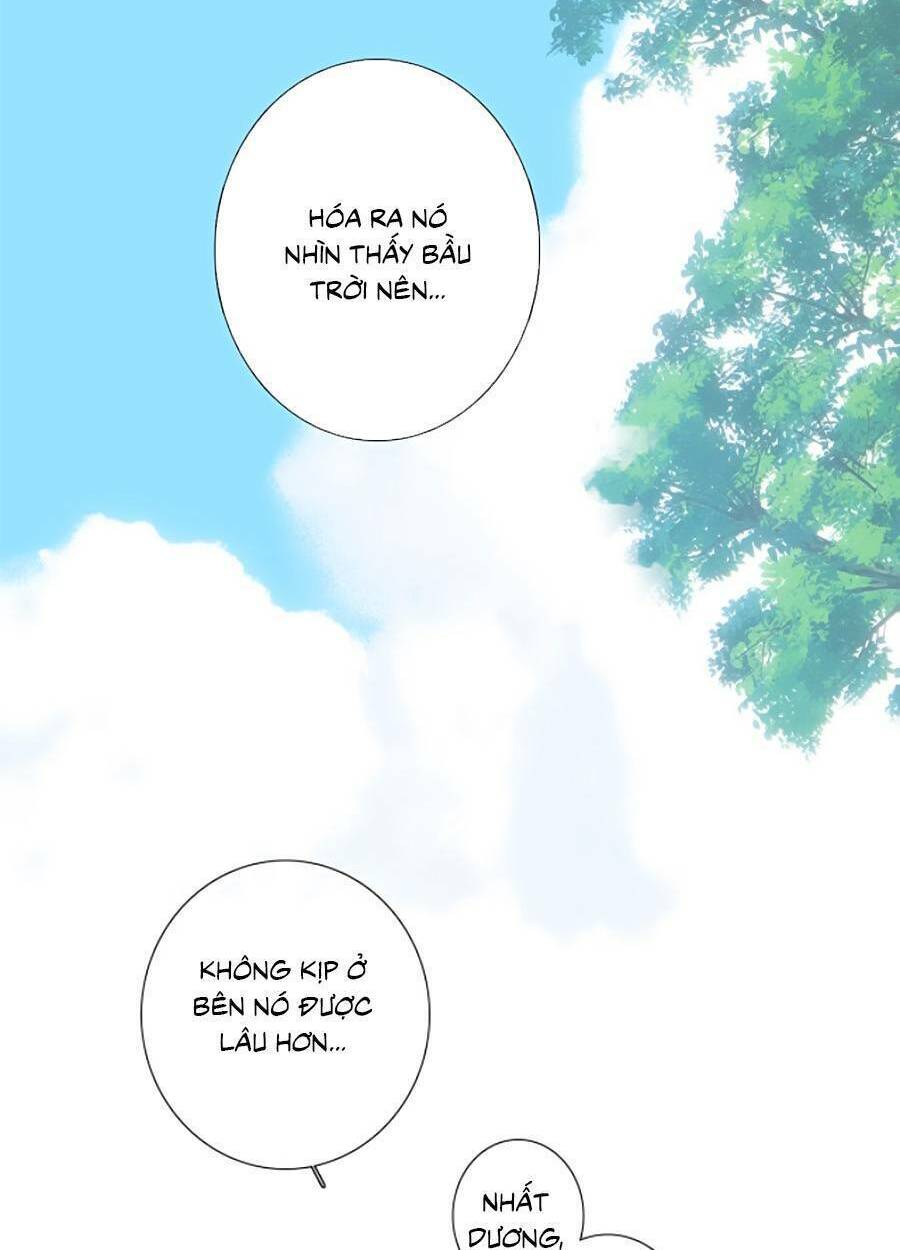 HÓA RA NÓ
NHÌN THẤY BẦU
TRỜI NÊN...
KHÔNG KỊP Ở
BÊN NÓ ĐƯỢC
LÂU HƠN...
NHẤT
DƯƠNG,